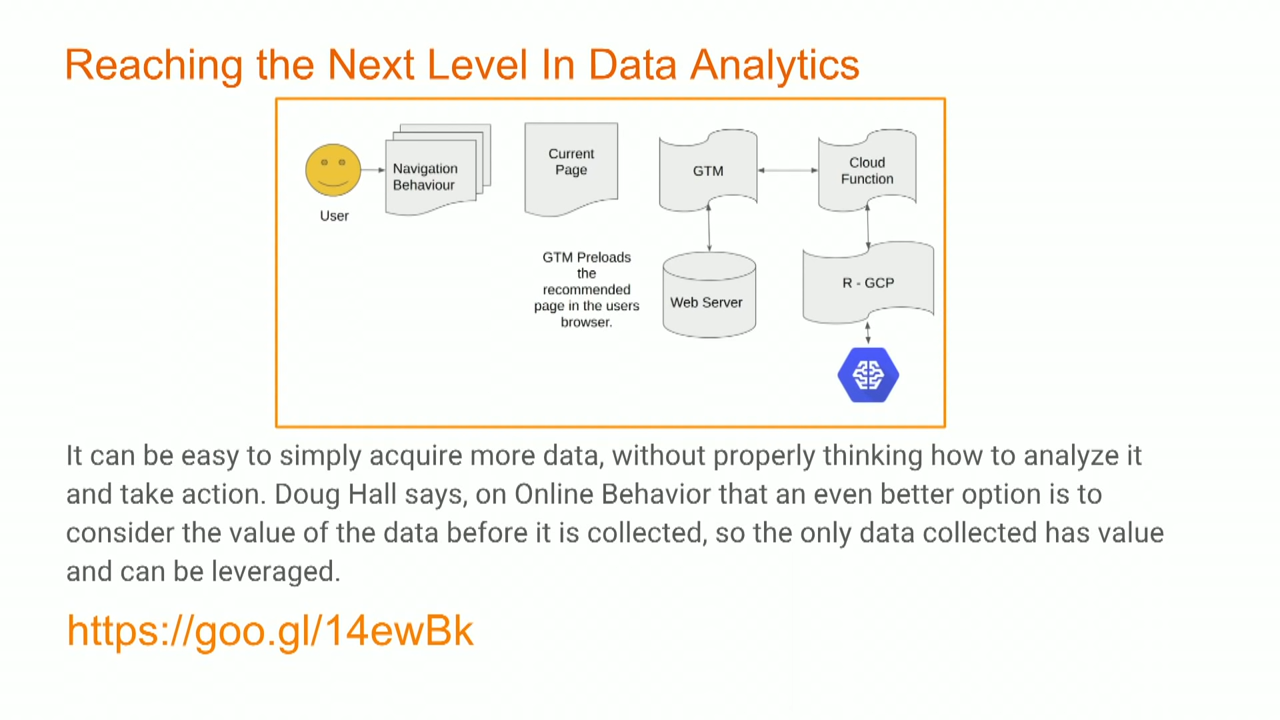 Reaching the Next Level In Data Analytics
User
Navigation
Behaviour
Current
Page
GTM
Cloud
Function
GTM Preloads
the
recommended
page in the users
browser.
Web Server
R - GCP
It can be easy to simply acquire more data, without properly thinking how to analyze it
and take action. Doug Hall says, on Online Behavior that an even better option is to
consider the value of the data before it is collected, so the only data collected has value
and can be leveraged.
https://goo.gl/14ewBk